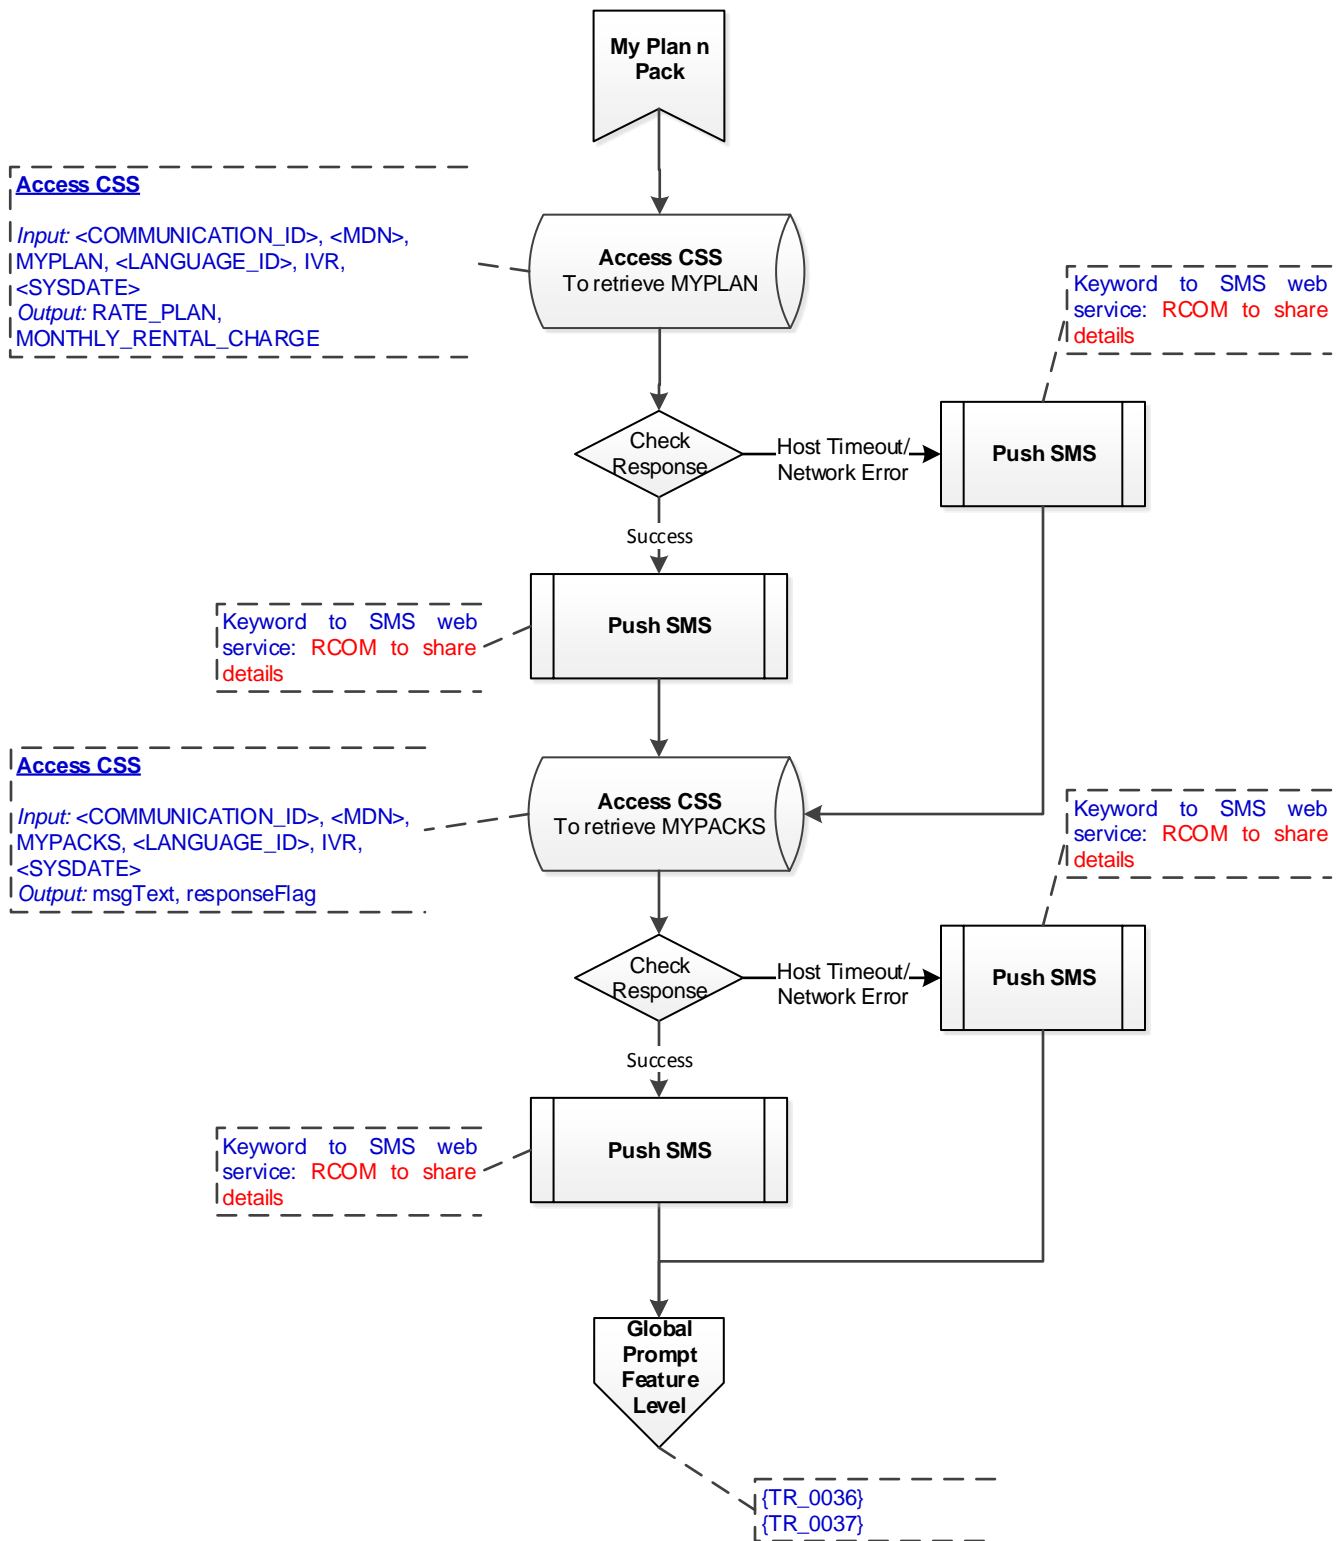 My Plan n
Pack
Access CSS
Input: <COMMUNICATION_ID>, <MDN>,
MYPLAN, <LANGUAGE_ID>, IVR,
<SYSDATE>
Output: RATE_PLAN,
MONTHLY_RENTAL_CHARGE
Access CSS
To retrieve MYPLAN
Keyword to SMS web
service: RCOM to share
details
Check
Response
Host Timeout/
Network Error
Push SMS
Success
Keyword to SMS web
service: RCOM to share
details
Push SMS
Access CSS
Input: <COMMUNICATION_ID>, <MDN>,
MYPACKS, <LANGUAGE_ID>, IVR,
<SYSDATE>
Output: msgText, responseFlag
Access CSS
To retrieve MYPACKS
Keyword to SMS web
service: RCOM to share
details
Check
Response
Host Timeout/
Network Error
Push SMS
Success
Keyword to SMS web
service: RCOM to share
details
Push SMS
Global
Prompt
Feature
Level
{TR_0036}
{TR_0037}